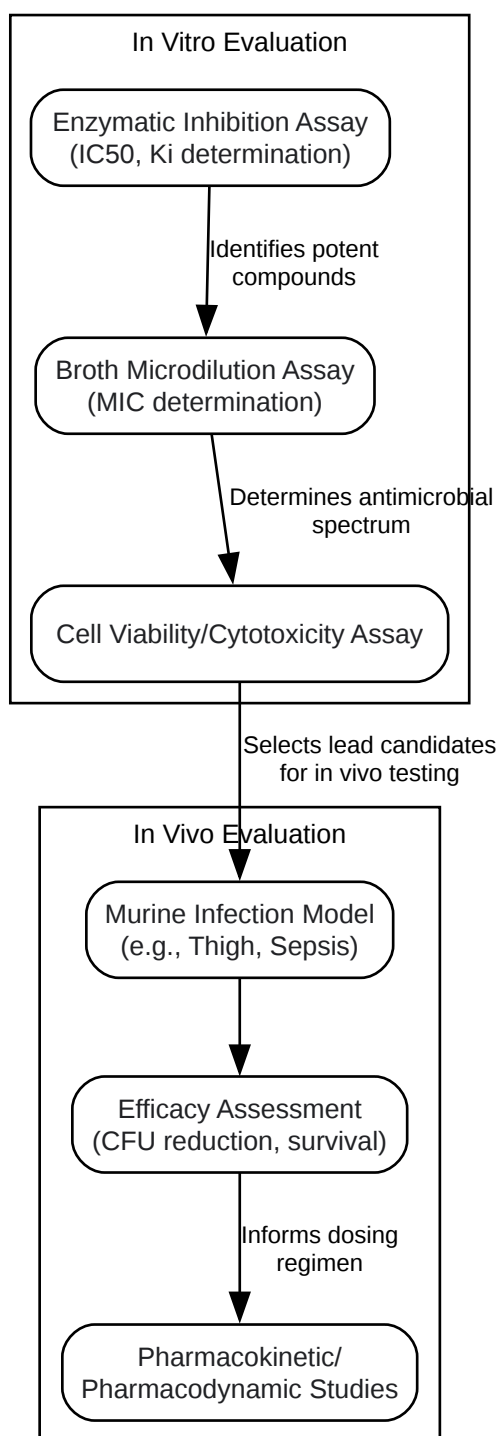 In Vitro Evaluation
Enzymatic Inhibition Assay
(IC50, Ki determination)
Identifies potent
compounds
Broth Microdilution Assay
(MIC determination)
Determines antimicrobial
spectrum
Cell Viability/Cytotoxicity Assay
Selects lead candidates
for in vivo testing
In Vivo Evaluation
Murine Infection Model
(e.g., Thigh, Sepsis)
Efficacy Assessment
(CFU reduction, survival)
Informs dosing
regimen
Pharmacokinetic/
Pharmacodynamic Studies